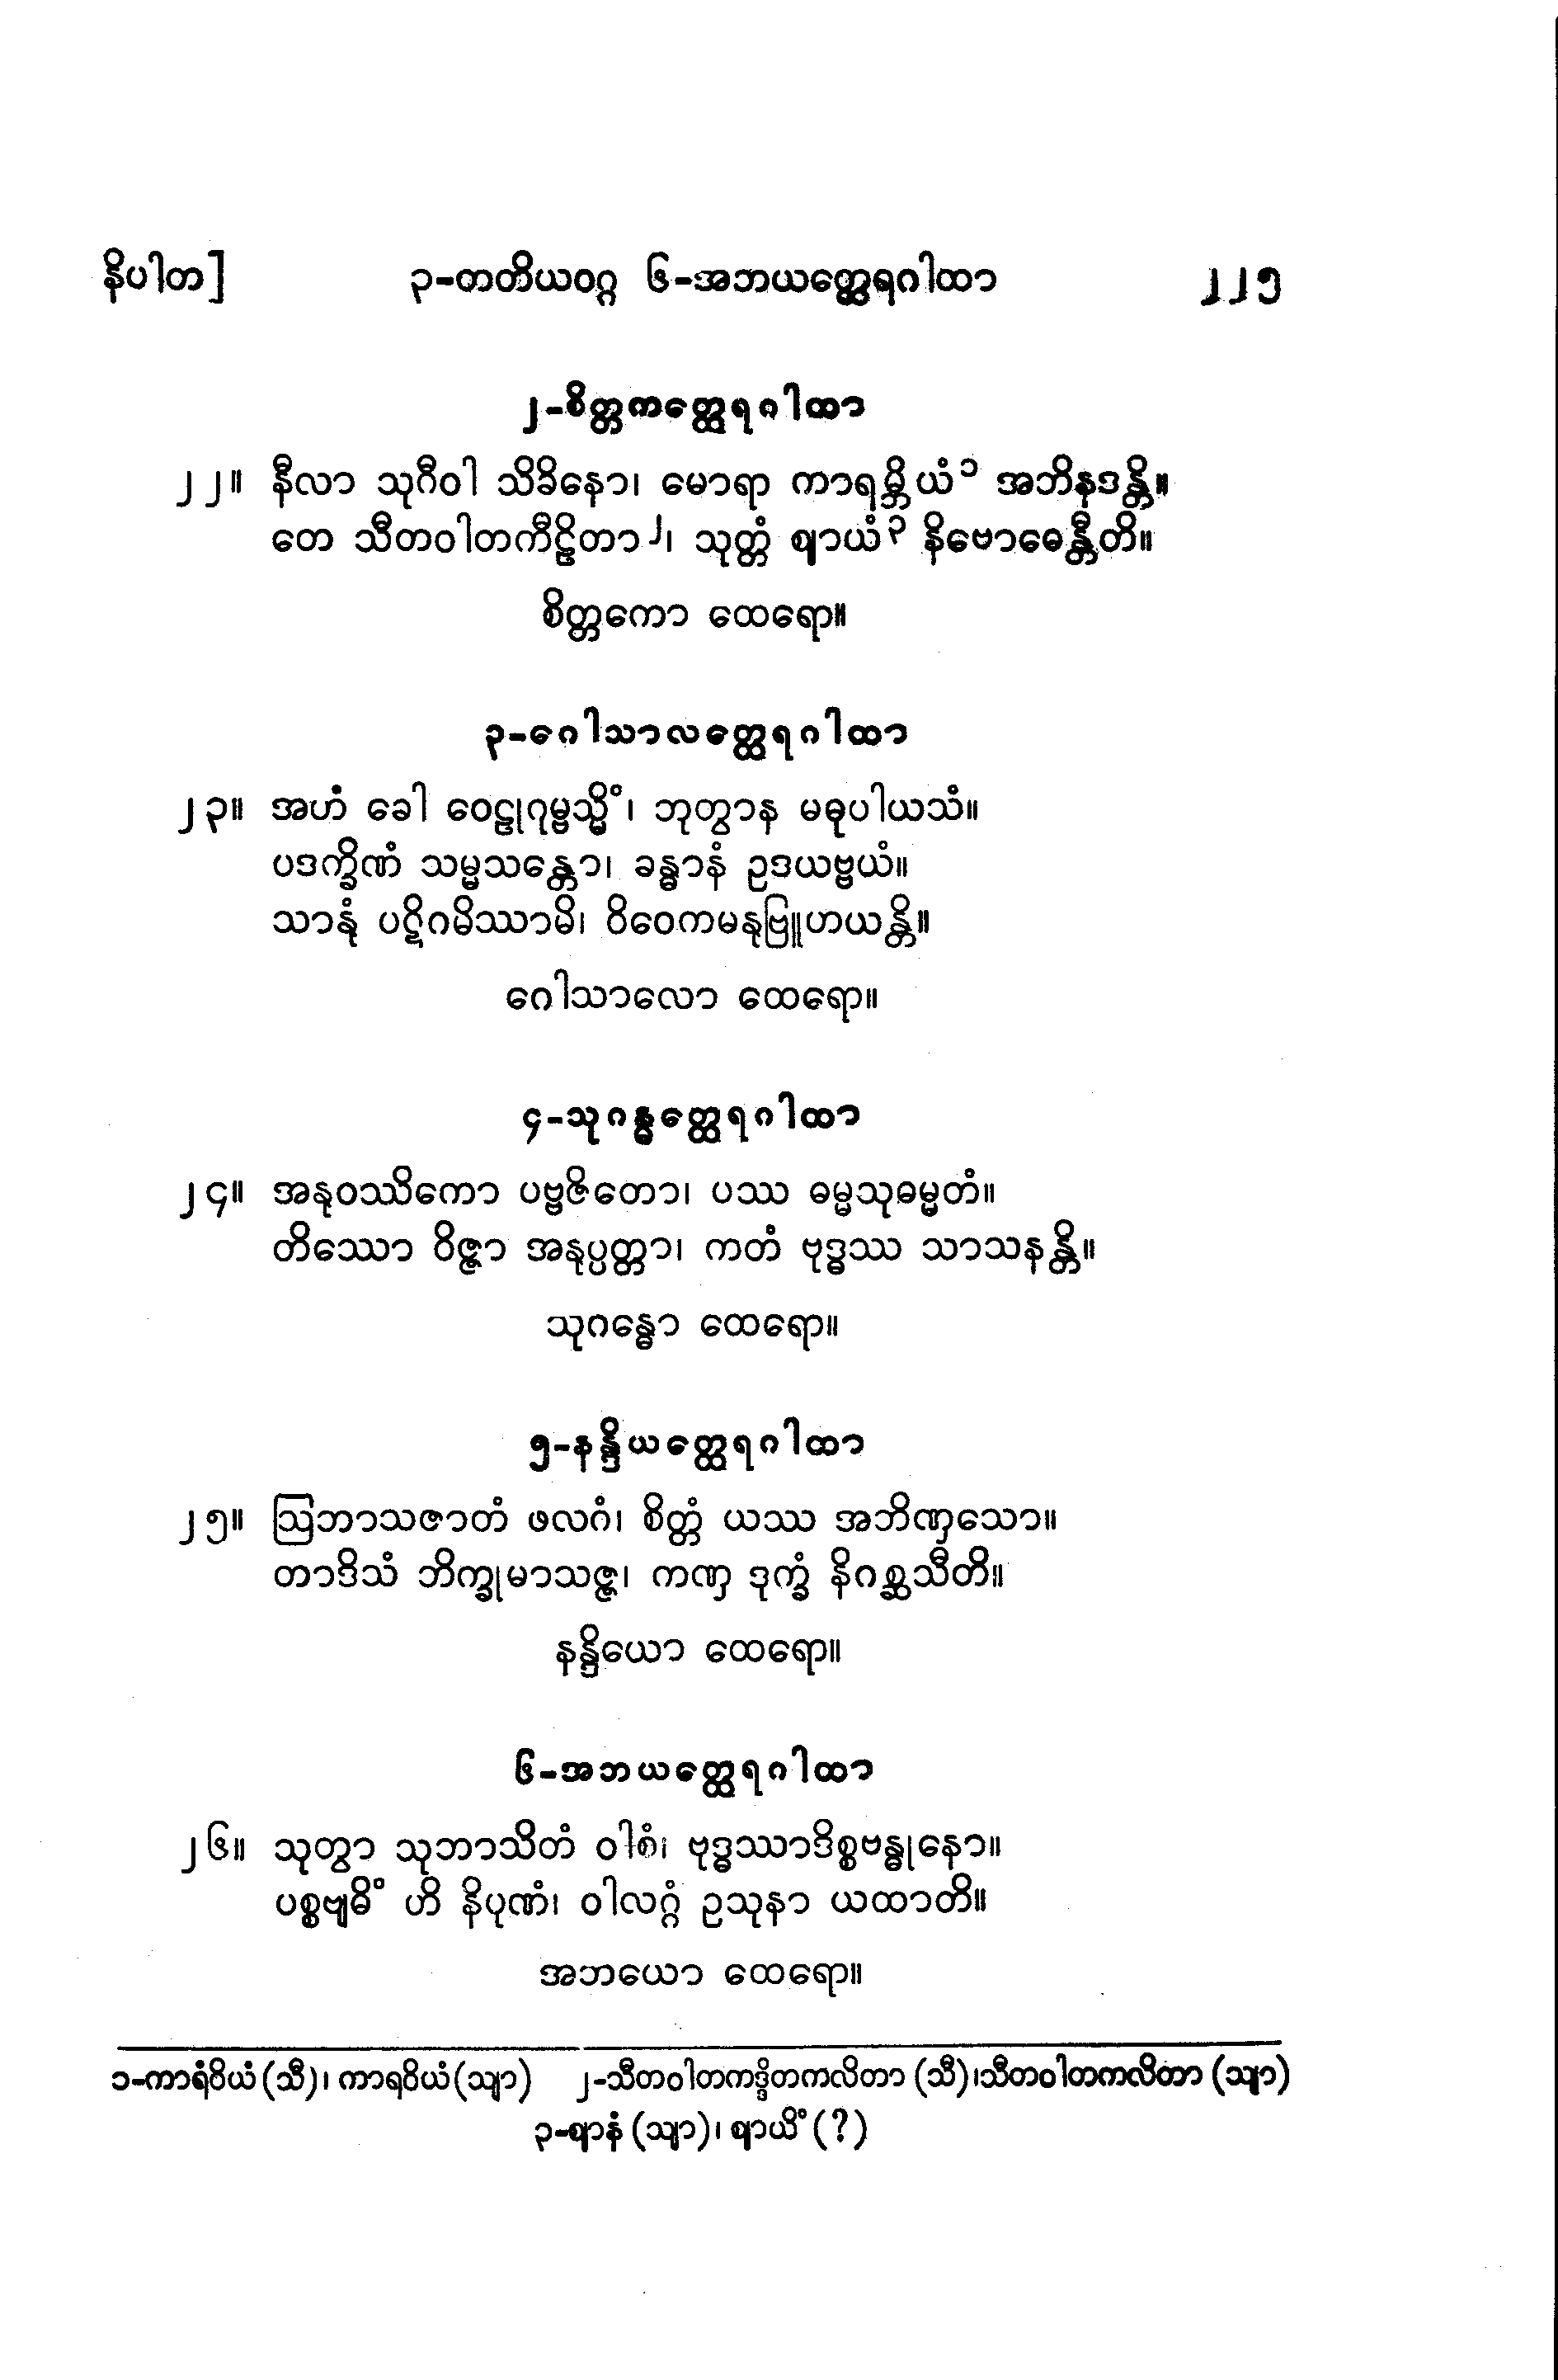 နိပါတ] ၃-တတိယဝဂ္ဂ ၆-အဘယတ္ထေရဂါထာ ၂၂၅
၂-စိတ္တကတ္ထေရဂါထာ
၂၂။ နီလာ သုဂီဝါ သိခိနော၊ မောရာ ကာရမ္ဘိယံ၁ အဘိနဒန္တိ။
တေ သီတဝါတကီဠိတာ၂၊ သုတ္တံ ဈာယံ၃ နိဗောဓေန္တီတိ။
စိတ္တကော ထေရော။
၃-ဂေါသာလတ္ထေရဂါထာ
၂၃။ အဟံ ခေါ ဝေဠုဂုမ္ဗသ္မိံ၊ ဘုတွာန မဓုပါယသံ။
ပဒက္ခိဏံ သမ္မသန္တော၊ ခန္ဓာနံ ဥဒယဗ္ဗယံ။
သာနုံ ပဋိဂမိဿာမိ၊ ဝိဝေကမနုဗြူဟယန္တိ။
ဂေါသာလော ထေရော။
၄-သုဂန္ဓတ္ထေရဂါထာ
၂၄။ အနုဝဿိကော ပဗ္ဗဇိတော၊ ပဿ ဓမ္မသုဓမ္မတံ။
တိဿော ဝိဇ္ဇာ အနုပ္ပတ္တာ၊ ကတံ ဗုဒ္ဓဿ သာသနန္တိ။
သုဂန္ဓော ထေရော။
၅-နန္ဒိယတ္ထေရဂါထာ
၂၅။ ဩဘာသဇာတံ ဖလဂံ၊ စိတ္တံ ယဿ အဘိဏှသော။
တာဒိသံ ဘိက္ခုမာသဇ္ဇ၊ ကဏှ ဒုက္ခံ နိဂစ္ဆသီတိ။
နန္ဒိယော ထေရော။
၆-အဘယတ္ထေရဂါထာ
၂၆။ သုတွာ သုဘာသိတံ ဝါစံ၊ ဗုဒ္ဓဿာဒိစ္စဗန္ဓုနော။
ပစ္စဗျဓိံ ဟိ နိပုဏံ၊ ဝါလဂ္ဂံ ဥသုနာ ယထာတိ။
အဘယော ထေရော။
၁-ကာရံဝိယံ (သီ)၊ ကာရဝိယံ (သျာ) ၂-သီတဝါတကဒ္ဒိတကလိတာ (သီ)၊သီတဝါတကလိတာ (သျာ)
၃-ဈာနံ (သျာ)၊ ဈာယိံ (?)